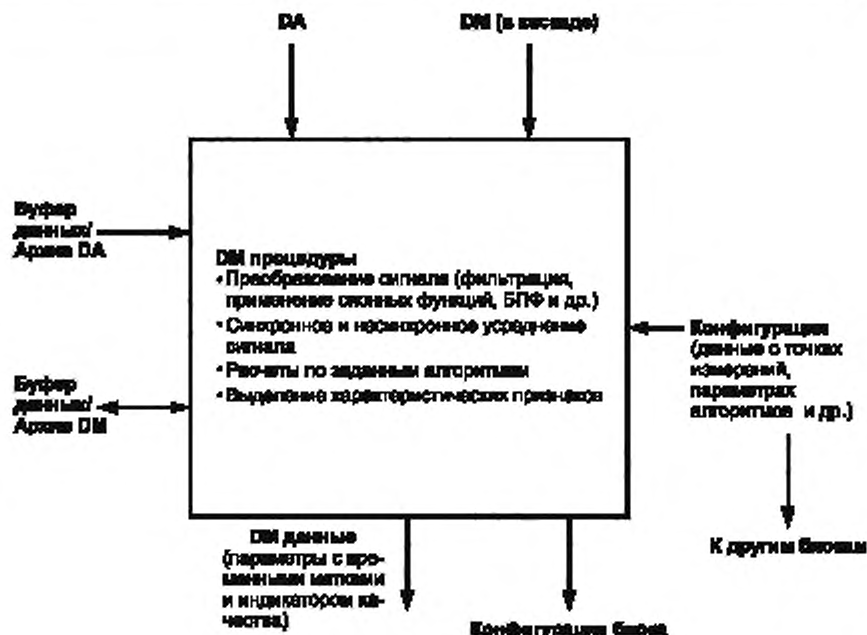 DA
DM (в каскаде)
Буфер
данных/
Архив DA
DM процедуры
• Преобразование сигнала (фильтрация,
применение оконных функций, БПФ и др.)
• Синхронное и несинхронное усреднение
сигнала
• Расчеты по заданным алгоритмам
• Выделение характеристических признаков
Конфигурация
(данные о точках
измерений,
параметрах
алгоритмов и др.)
Буфер
данных/
Архив DM
DM данные
(параметры с вре-
менными метками
и индикатором ка-
чества)
Конфигурация блока
К другим блокам